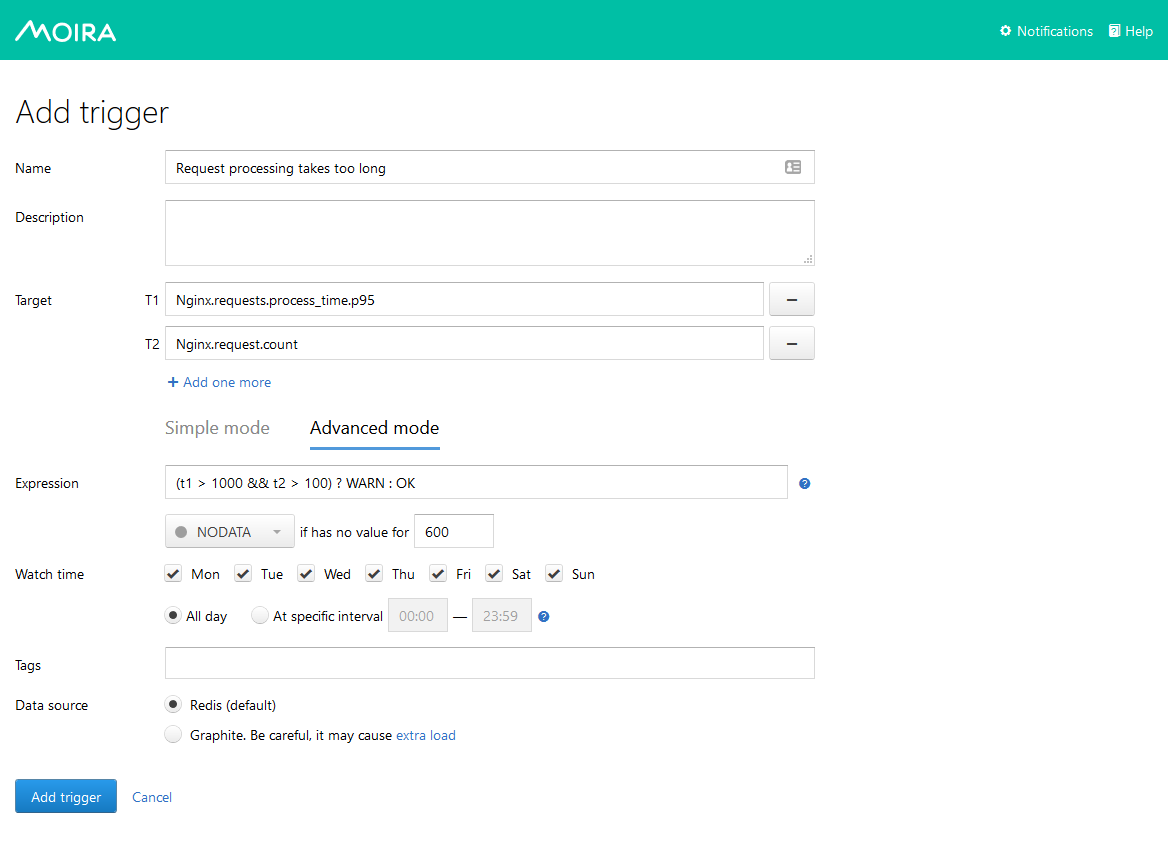 MOIRA
Notifications Help
Add trigger
Name Request processing takes too long
Description
Target T1 Nginx.requests.process_time.p95
T2 Nginx.request.count
+ Add one more
Simple mode Advanced mode
Expression (t1 > 1000 && t2 > 100) ? WARN : OK ?
NODATA if has no value for 600
Watch time Mon Tue Wed Thu Fri Sat Sun
All day At specific interval 00:00 — 23:59 ?
Tags
Data source Redis (default)
Graphite. Be careful, it may cause extra load
Add trigger Cancel